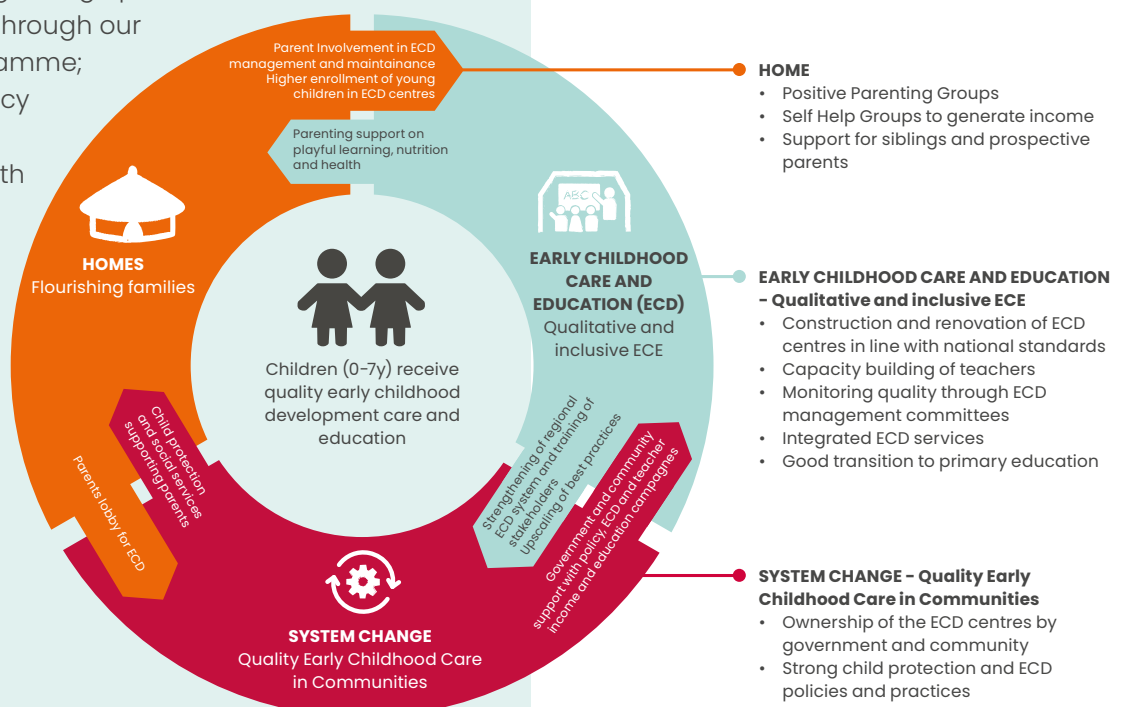 hrough our
amme;
cy
th
Parent Involvement in ECD
management and maintainance
Higher enrollment of young
children in ECD centres
Parenting support on
playful learning, nutrition
and health
HOMES
Flourishing families
ABC
EARLY CHILDHOOD
CARE AND
EDUCATION (ECD)
Qualitative and
inclusive ECE
Children (0-7y) receive
quality early childhood
development care and
education
Child protection
and social services
supporting parents
Parents lobby for ECD
Strengthening of regional
ECD system and training of
stakeholders
Upscaling of best practices
Government and community
support with policy, ECD and teacher
income and education campagnes
SYSTEM CHANGE
Quality Early Childhood Care
in Communities
HOME
• Positive Parenting Groups
• Self Help Groups to generate income
• Support for siblings and prospective
parents
EARLY CHILDHOOD CARE AND EDUCATION
- Qualitative and inclusive ECE
• Construction and renovation of ECD
centres in line with national standards
• Capacity building of teachers
• Monitoring quality through ECD
management committees
• Integrated ECD services
• Good transition to primary education
SYSTEM CHANGE - Quality Early
Childhood Care in Communities
• Ownership of the ECD centres by
government and community
• Strong child protection and ECD
policies and practices